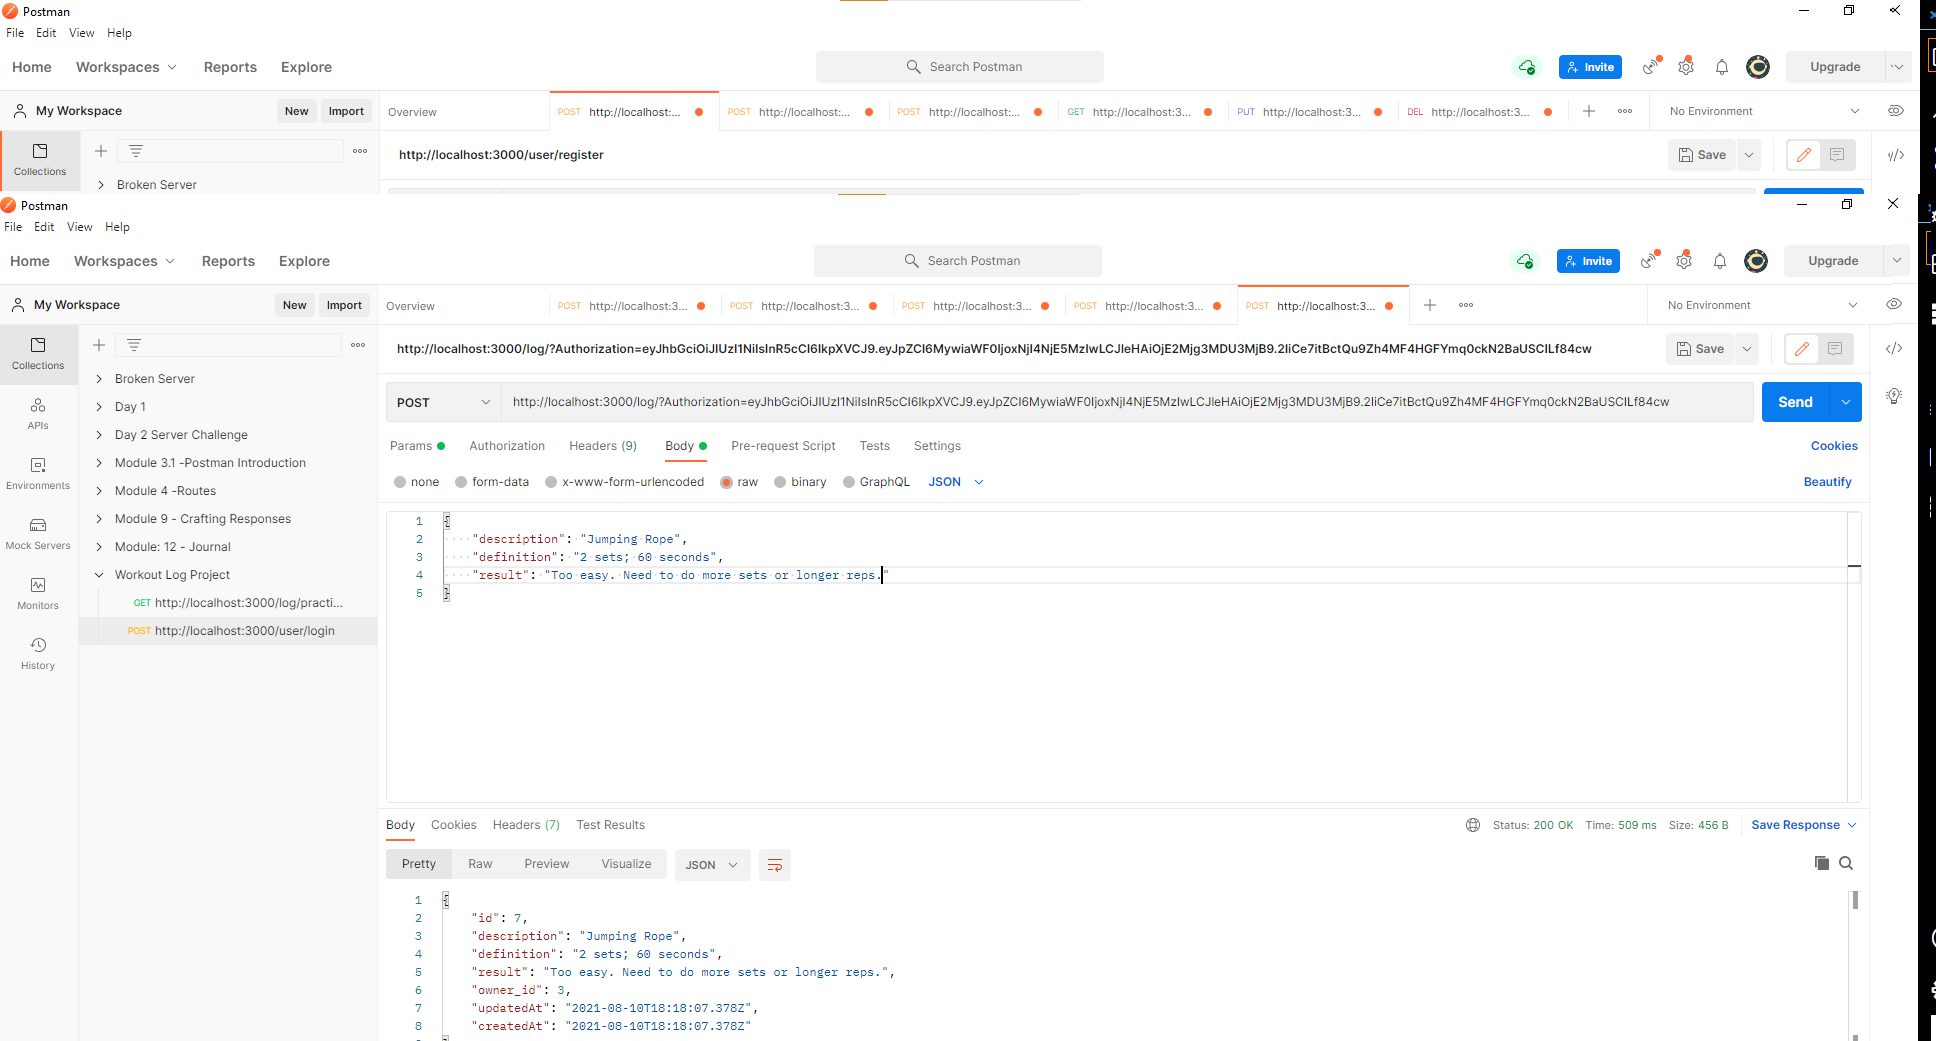 Postman
File Edit View Help
Home Workspaces Reports Explore Search Postman Invite Upgrade
My Workspace New Import Overview POST http://localhost:... POST http://localhost:... POST http://localhost:... GET http://localhost:3... PUT http://localhost:3... DEL http://localhost:3... No Environment
http://localhost:3000/user/register Save
Collections
Broken Server
Postman
File Edit View Help
Home Workspaces Reports Explore Search Postman Invite Upgrade
My Workspace New Import Overview POST http://localhost:3... POST http://localhost:3... POST http://localhost:3... POST http://localhost:3... POST http://localhost:3... No Environment
http://localhost:3000/log/?Authorization=eyJhbGciOiJIUzI1NiIsInR5cCI6IkpXVCJ9.eyJpZCI6MywiaWF0IjoxNjI4NjE5MzIwLCJleHAiOjE2Mjg3MDU3MjB9.2IiCe7itBctQu9Zh4MF4HGFYmq0ckN2BaUSCILf84cw Save
Collections
APIs
Environments
Mock Servers
Monitors
History
Broken Server
Day 1
Day 2 Server Challenge
Module 3.1 -Postman Introduction
Module 4 -Routes
Module 9 - Crafting Responses
Module: 12 - Journal
Workout Log Project
GET http://localhost:3000/log/practi...
POST http://localhost:3000/user/login
POST http://localhost:3000/log/?Authorization=eyJhbGciOiJIUzI1NiIsInR5cCI6IkpXVCJ9.eyJpZCI6MywiaWF0IjoxNjI4NjE5MzIwLCJleHAiOjE2Mjg3MDU3MjB9.2IiCe7itBctQu9Zh4MF4HGFYmq0ckN2BaUSCILf84cw Send
Params Authorization Headers (9) Body Pre-request Script Tests Settings Cookies
none form-data x-www-form-urlencoded raw binary GraphQL JSON Beautify
1 {
2 "description": "Jumping Rope",
3 "definition": "2 sets; 60 seconds",
4 "result": "Too easy. Need to do more sets or longer reps."
5 }
Body Cookies Headers (7) Test Results Status: 200 OK Time: 509 ms Size: 456 B Save Response
Pretty Raw Preview Visualize JSON
1 {
2 "id": 7,
3 "description": "Jumping Rope",
4 "definition": "2 sets; 60 seconds",
5 "result": "Too easy. Need to do more sets or longer reps.",
6 "owner_id": 3,
7 "updatedAt": "2021-08-10T18:18:07.378Z",
8 "createdAt": "2021-08-10T18:18:07.378Z"